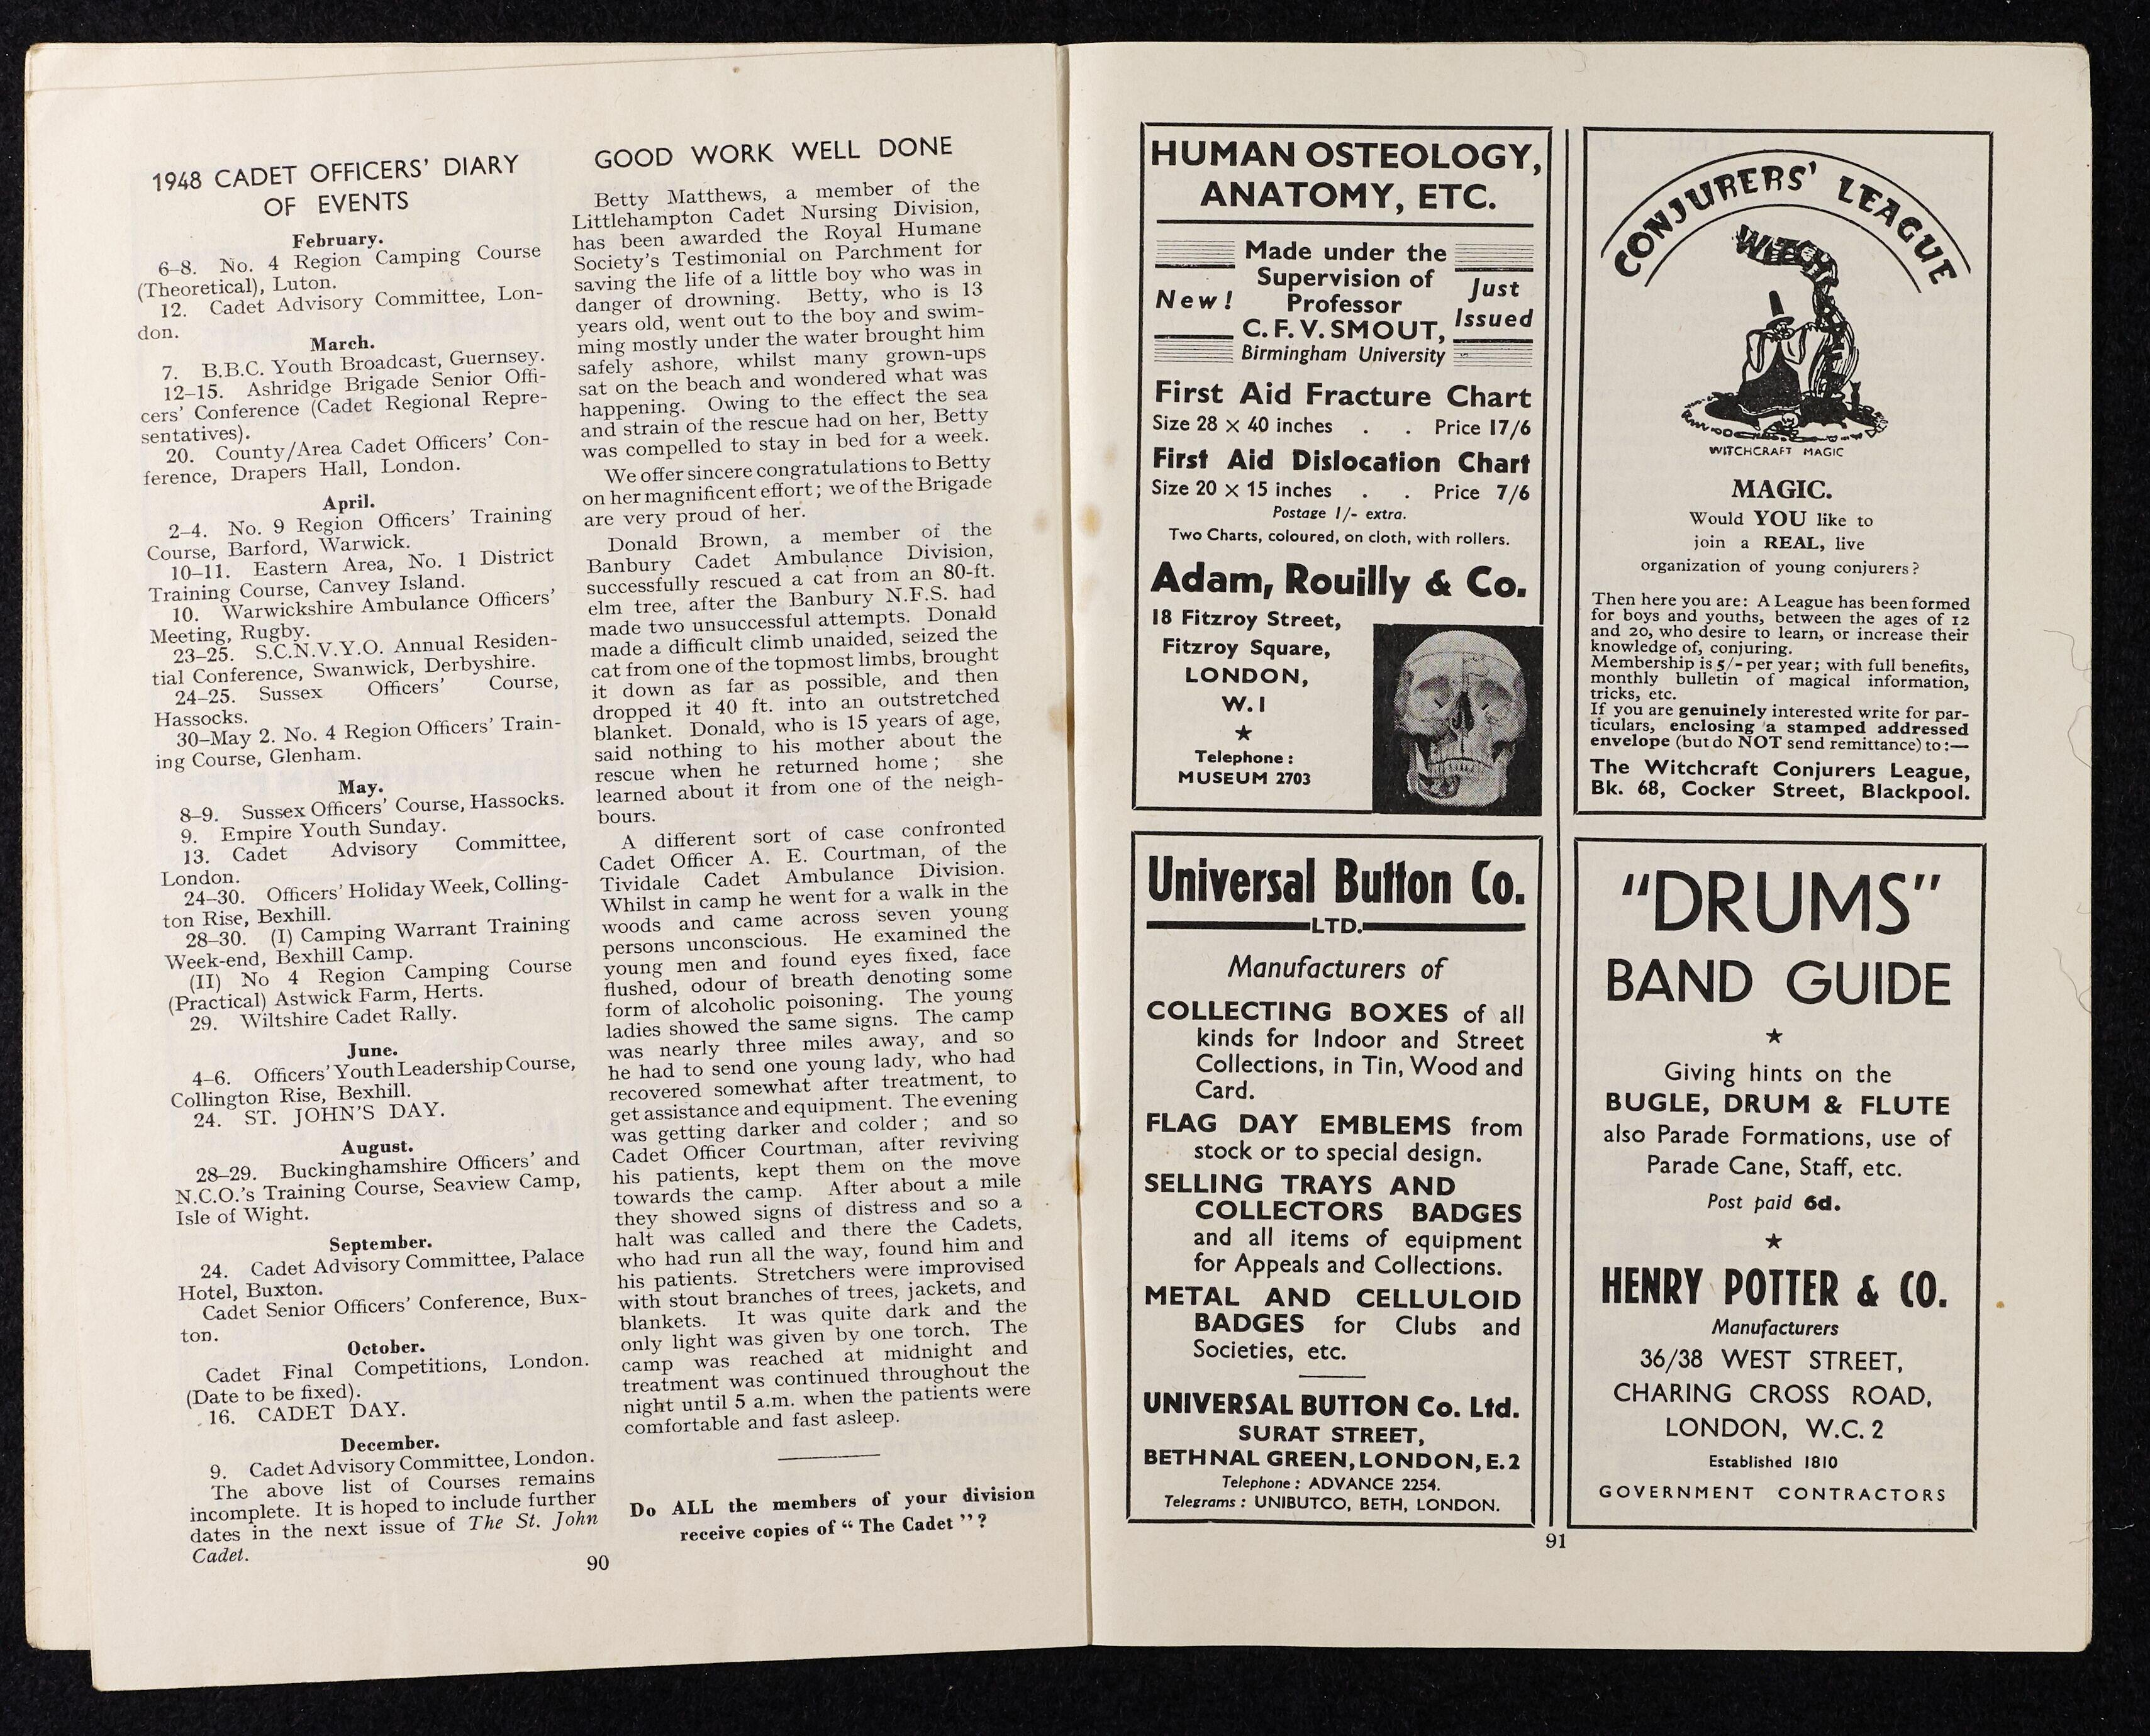 1948 CADET OFFICERS' DIARY
OF EVENTS
February.
6–8. No. 4 Region Camping Course
(Theoretical), Luton.
12. Cadet Advisory Committee, Lon-
don.
March.
7. B.B.C. Youth Broadcast, Guernsey.
12–15. Ashridge Brigade Senior Offi-
cers' Conference (Cadet Regional Repre-
sentatives).
20. County/Area Cadet Officers' Con-
ference, Drapers Hall, London.
April.
2–4. No. 9 Region Officers' Training
Course, Barford, Warwick.
10–11. Eastern Area, No. 1 District
Training Course, Canvey Island.
10. Warwickshire Ambulance Officers'
Meeting, Rugby.
23–25. S.C.N.V.Y.O. Annual Residen-
tial Conference, Swanwick, Derbyshire.
24–25. Sussex Officers' Course,
Hassocks.
30–May 2. No. 4 Region Officers' Train-
ing Course, Glenham.
May.
8–9. Sussex Officers' Course, Hassocks.
9. Empire Youth Sunday.
13. Cadet Advisory Committee,
London.
24–30. Officers' Holiday Week, Colling-
ton Rise, Bexhill.
28–30. (I) Camping Warrant Training
Week-end, Bexhill Camp.
(II) No 4 Region Camping Course
(Practical) Astwick Farm, Herts.
29. Wiltshire Cadet Rally.
June.
4–6. Officers' Youth Leadership Course,
Collington Rise, Bexhill.
24. ST. JOHN'S DAY.
August.
28–29. Buckinghamshire Officers' and
N.C.O.'s Training Course, Seaview Camp,
Isle of Wight.
September.
24. Cadet Advisory Committee, Palace
Hotel, Buxton.
Cadet Senior Officers' Conference, Bux-
ton.
October.
Cadet Final Competitions, London.
(Date to be fixed).
16. CADET DAY.
December.
9. Cadet Advisory Committee, London.
The above list of Courses remains
incomplete. It is hoped to include further
dates in the next issue of The St. John
Cadet.
GOOD WORK WELL DONE
Betty Matthews, a member of the
Littlehampton Cadet Nursing Division,
has been awarded the Royal Humane
Society's Testimonial on Parchment for
saving the life of a little boy who was in
danger of drowning. Betty, who is 13
years old, went out to the boy and swim-
ming mostly under the water brought him
safely ashore, whilst many grown-ups
sat on the beach and wondered what was
happening. Owing to the effect the sea
and strain of the rescue had on her, Betty
was compelled to stay in bed for a week.
We offer sincere congratulations to Betty
on her magnificent effort; we of the Brigade
are very proud of her.
Donald Brown, a member of the
Banbury Cadet Ambulance Division,
successfully rescued a cat from an 80-ft.
elm tree, after the Banbury N.F.S. had
made two unsuccessful attempts. Donald
made a difficult climb unaided, seized the
cat from one of the topmost limbs, brought
it down as far as possible, and then
dropped it 40 ft. into an outstretched
blanket. Donald, who is 15 years of age,
said nothing to his mother about the
rescue when he returned home; she
learned about it from one of the neigh-
bours.
A different sort of case confronted
Cadet Officer A. E. Courtman, of the
Tividale Cadet Ambulance Division.
Whilst in camp he went for a walk in the
woods and came across seven young
persons unconscious. He examined the
young men and found eyes fixed, face
flushed, odour of breath denoting some
form of alcoholic poisoning. The young
ladies showed the same signs. The camp
was nearly three miles away, and so
he had to send one young lady, who had
recovered somewhat after treatment, to
get assistance and equipment. The evening
was getting darker and colder; and so
Cadet Officer Courtman, after reviving
his patients, kept them on the move
towards the camp. After about a mile
they showed signs of distress and so a
halt was called and there the Cadets,
who had run all the way, found him and
his patients. Stretchers were improvised
with stout branches of trees, jackets, and
blankets. It was quite dark and the
only light was given by one torch. The
camp was reached at midnight and
treatment was continued throughout the
night until 5 a.m. when the patients were
comfortable and fast asleep.
Do ALL the members of your division
receive copies of "The Cadet"?
90
HUMAN OSTEOLOGY,
ANATOMY, ETC.
New!
Made under the
Supervision of
Professor
C. F. V. SMOUT,
Birmingham University
Just
Issued
First Aid Fracture Chart
Size 28 × 40 inches . . Price 17/6
First Aid Dislocation Chart
Size 20 × 15 inches . . Price 7/6
Postage 1/- extra.
Two Charts, coloured, on cloth, with rollers.
Adam, Rouilly & Co.
18 Fitzroy Street,
Fitzroy Square,
LONDON,
W.1
★
Telephone:
MUSEUM 2703
CONJURERS' LEAGUE
WITCH
WITCHCRAFT MAGIC
MAGIC.
Would YOU like to
join a REAL, live
organization of young conjurers?
Then here you are: A League has been formed
for boys and youths, between the ages of 12
and 20, who desire to learn, or increase their
knowledge of, conjuring.
Membership is 5/- per year; with full benefits,
monthly bulletin of magical information,
tricks, etc.
If you are genuinely interested write for par-
ticulars, enclosing a stamped addressed
envelope (but do NOT send remittance) to:—
The Witchcraft Conjurers League,
Bk. 68, Cocker Street, Blackpool.
Universal Button Co.
LTD.
Manufacturers of
COLLECTING BOXES of all
kinds for Indoor and Street
Collections, in Tin, Wood and
Card.
FLAG DAY EMBLEMS from
stock or to special design.
SELLING TRAYS AND
COLLECTORS BADGES
and all items of equipment
for Appeals and Collections.
METAL AND CELLULOID
BADGES for Clubs and
Societies, etc.
UNIVERSAL BUTTON Co. Ltd.
SURAT STREET,
BETHNAL GREEN, LONDON, E.2
Telephone: ADVANCE 2254.
Telegrams: UNIBUTCO, BETH, LONDON.
"DRUMS"
BAND GUIDE
★
Giving hints on the
BUGLE, DRUM & FLUTE
also Parade Formations, use of
Parade Cane, Staff, etc.
Post paid 6d.
★
HENRY POTTER & CO.
Manufacturers
36/38 WEST STREET,
CHARING CROSS ROAD,
LONDON, W.C. 2
Established 1810
GOVERNMENT CONTRACTORS
91